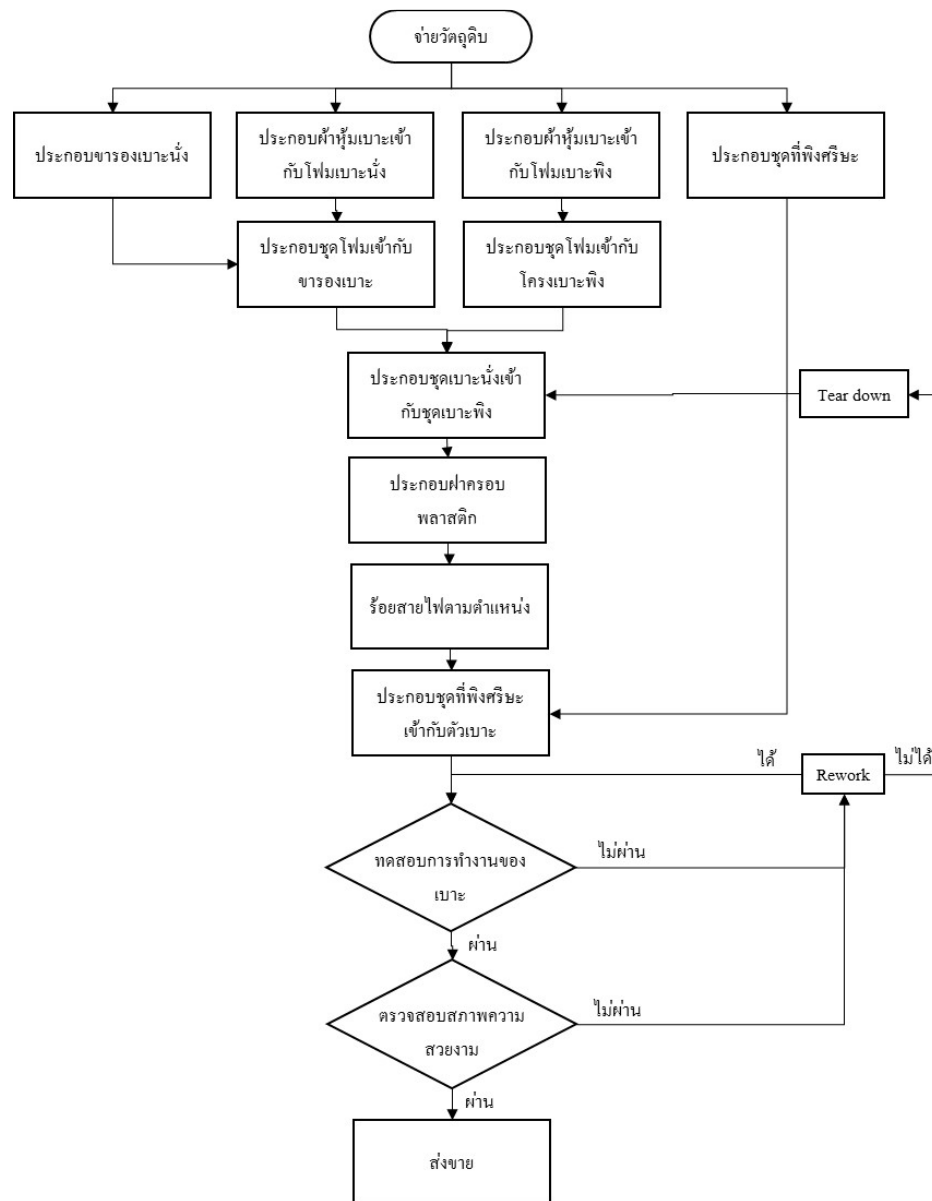 จ่ายวัตถุดิบ
ประกอบขารองเบาะนั่ง
ประกอบผ้าหุ้มเบาะเข้า
กับโฟมเบาะนั่ง
ประกอบผ้าหุ้มเบาะเข้า
กับโฟมเบาะพิง
ประกอบชุดที่พิงศรีษะ
ประกอบชุดโฟมเข้ากับ
ขารองเบาะ
ประกอบชุดโฟมเข้ากับ
โครงเบาะพิง
ประกอบชุดเบาะนั่งเข้า
กับชุดเบาะพิง
Tear down
ประกอบฝาครอบ
พลาสติก
ร้อยสายไฟตามตำแหน่ง
ประกอบชุดที่พิงศรีษะ
เข้ากับตัวเบาะ
ได้
Rework
ไม่ได้
ทดสอบการทำงานของ
เบาะ
ไม่ผ่าน
ผ่าน
ตรวจสอบสภาพความ
สวยงาม
ไม่ผ่าน
ผ่าน
ส่งขาย